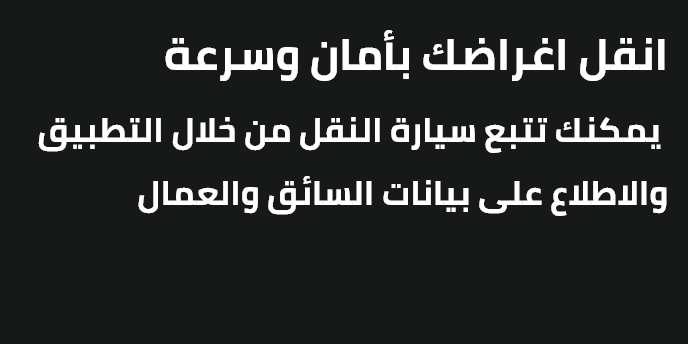 انقل اغراضك بأمان وسرعة
يمكنك تتبع سيارة النقل من خلال التطبيق
والاطلاع على بيانات السائق والعمال